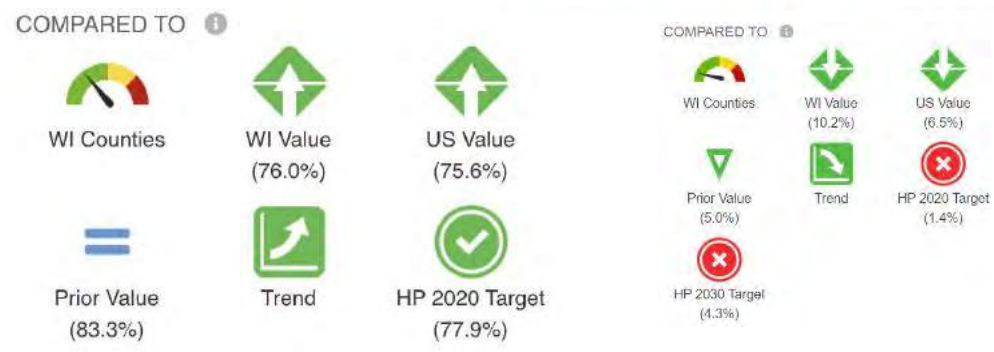 COMPARED TO
WI Counties
WI Value
(76.0%)
US Value
(75.6%)
Prior Value
(83.3%)
Trend
HP 2020 Target
(77.9%)
COMPARED TO
WI Counties
WI Value
(10.2%)
US Value
(6.5%)
Prior Value
(5.0%)
Trend
HP 2020 Target
(1.4%)
HP 2030 Target
(4.3%)